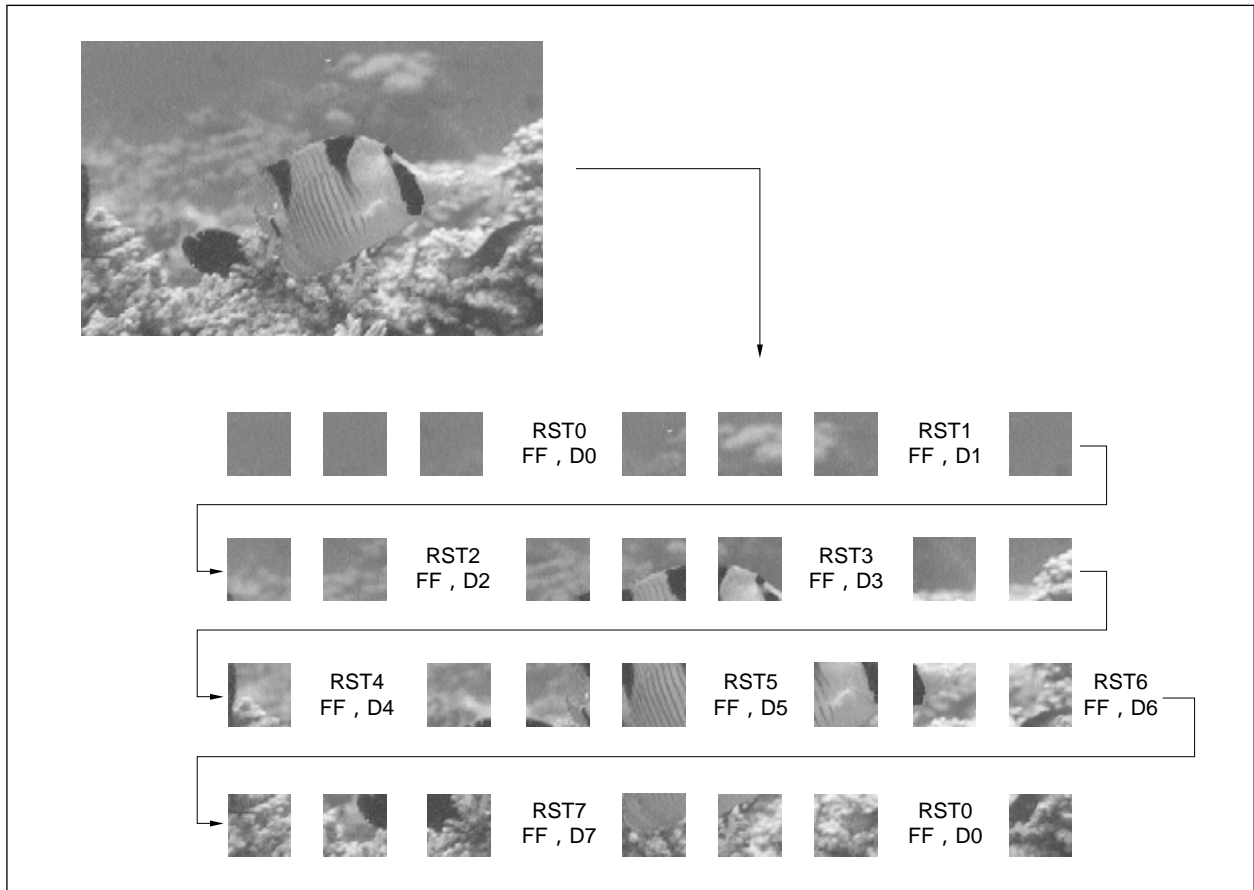 RST0
FF , D0
RST1
FF , D1
RST2
FF , D2
RST3
FF , D3
RST4
FF , D4
RST5
FF , D5
RST6
FF , D6
RST7
FF , D7
RST0
FF , D0